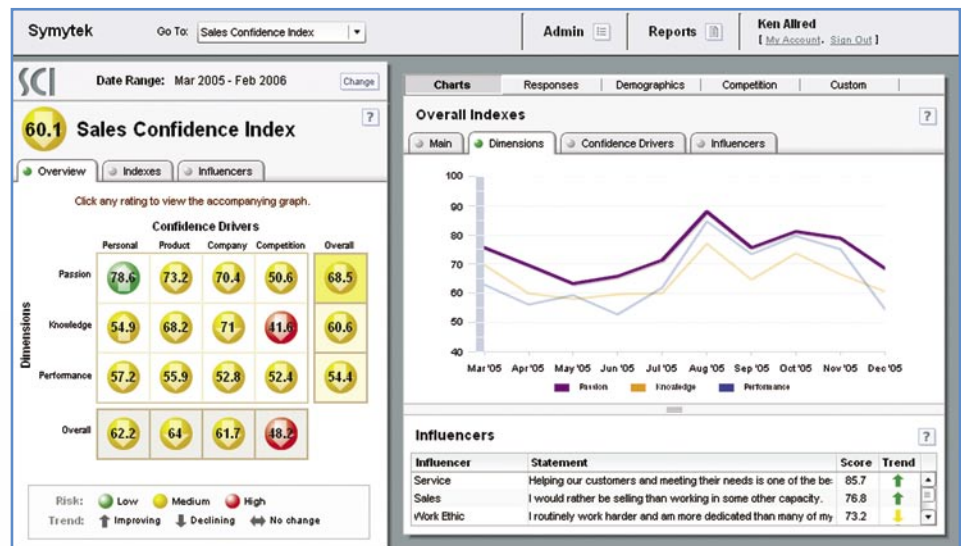 Symytek Go To: Sales Confidence Index Admin Reports Ken Allred
[ My Account, Sign Out ]
SCI Date Range: Mar 2005 - Feb 2006 Change
60.1 Sales Confidence Index ?
Overview Indexes Influencers
Click any rating to view the accompanying graph.
Confidence Drivers
Personal Product Company Competition Overall
Dimensions
Passion 78.6 73.2 70.4 50.6 68.5
Knowledge 54.9 68.2 71 41.6 60.6
Performance 57.2 55.9 52.8 52.4 54.4
Overall 62.2 64 61.7 48.2
Risk: Low Medium High
Trend: Improving Declining No change
Charts Responses Demographics Competition Custom
Overall Indexes ?
Main Dimensions Confidence Drivers Influencers
100
90
80
70
60
50
40
Mar'05 Apr'05 May'05 Jun'05 Jul'05 Aug'05 Sep'05 Oct'05 Nov'05 Dec'05
Passion Knowledge Performance
Influencers ?
Influencer Statement Score Trend
Service Helping our customers and meeting their needs is one of the be: 85.7
Sales I would rather be selling than working in some other capacity. 76.8
Work Ethic I routinely work harder and am more dedicated than many of my 73.2